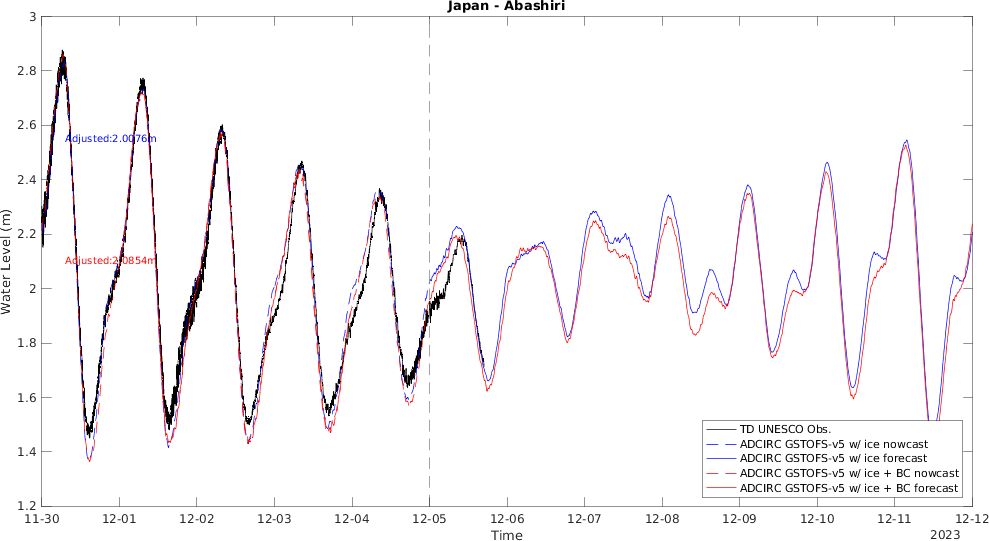 Japan - Abashiri
3
2.8
2.6
2.4
2.2
2
1.8
1.6
1.4
1.2
Water Level (m)
Adjusted:2.0076m
Adjusted:2.0854m
TD UNESCO Obs.
ADCIRC GSTOFS-v5 w/ ice nowcast
ADCIRC GSTOFS-v5 w/ ice forecast
ADCIRC GSTOFS-v5 w/ ice + BC nowcast
ADCIRC GSTOFS-v5 w/ ice + BC forecast
11-30 12-01 12-02 12-03 12-04 12-05 12-06 12-07 12-08 12-09 12-10 12-11 12-12
Time
2023